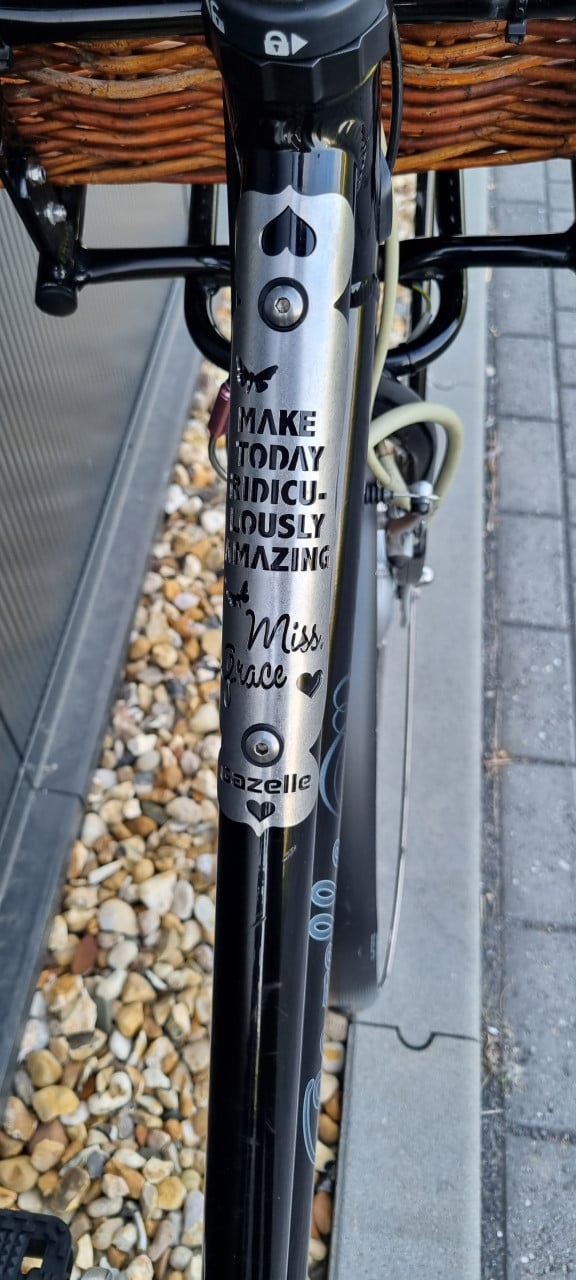 MAKE
TODAY
RIDICU-
LOUSLY
AMAZING
Miss.
Grace
Gazelle